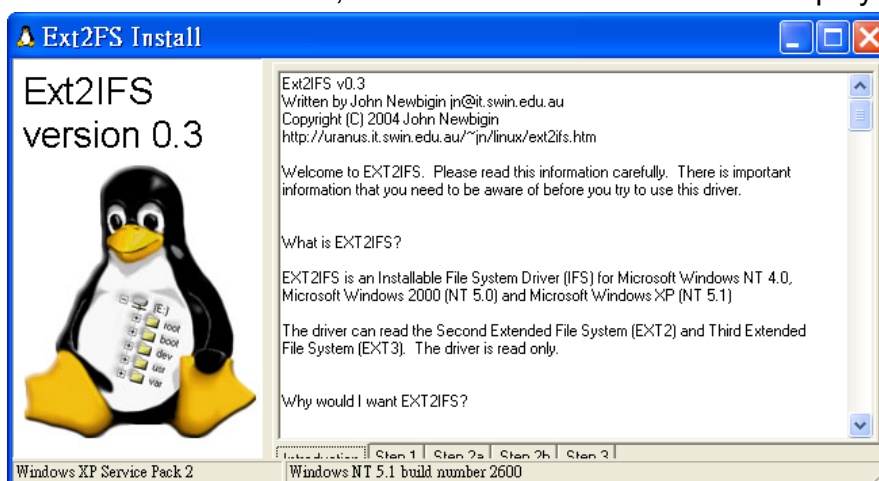 Ext2FS Install
Ext2IFS
version 0.3
(E:)
root
boot
dev
usr
var
Ext2IFS v0.3
Written by John Newbigin jn@it.swin.edu.au
Copyright (C) 2004 John Newbigin
http://uranus.it.swin.edu.au/~jn/linux/ext2ifs.htm
Welcome to EXT2IFS.  Please read this information carefully.  There is important
information that you need to be aware of before you try to use this driver.
What is EXT2IFS?
EXT2IFS is an Installable File System Driver (IFS) for Microsoft Windows NT 4.0,
Microsoft Windows 2000 (NT 5.0) and Microsoft Windows XP (NT 5.1)
The driver can read the Second Extended File System (EXT2) and Third Extended
File System (EXT3).  The driver is read only.
Why would I want EXT2IFS?
Introduction Step 1 Step 2a Step 2b Step 3
Windows XP Service Pack 2 Windows NT 5.1 build number 2600